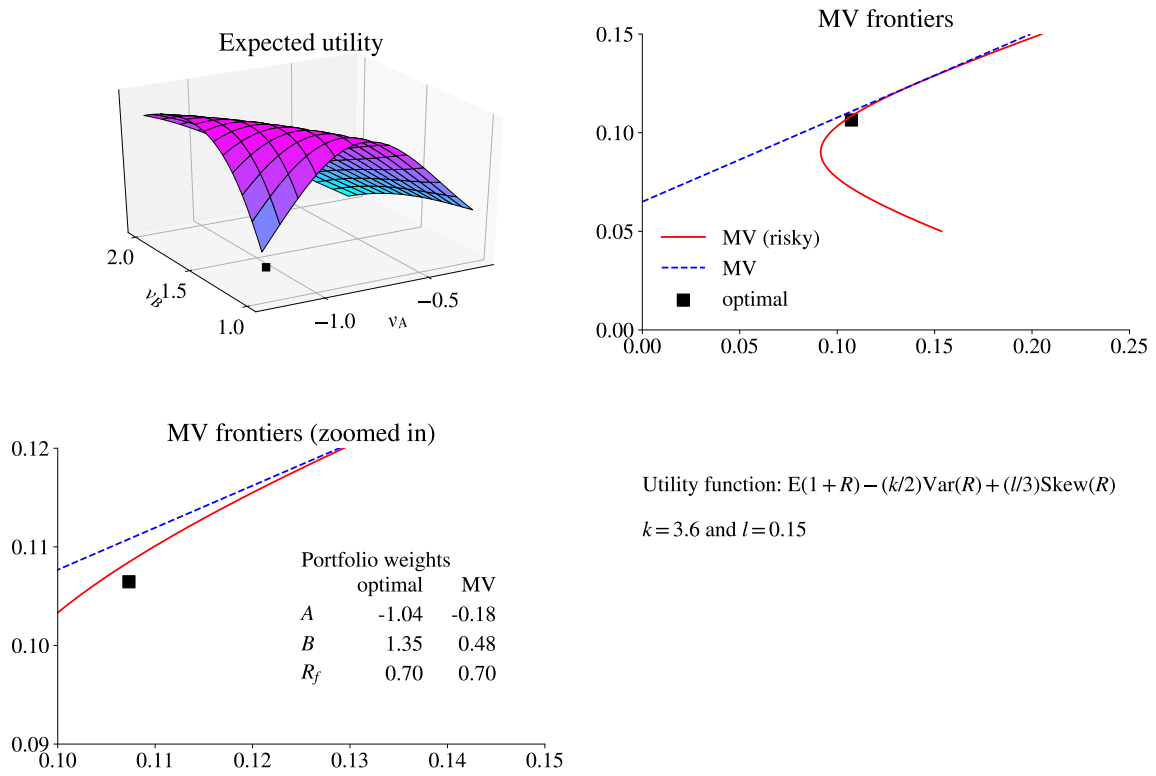 Expected utility
2.0
1.5
1.0
ν_B
−1.0
−0.5
ν_A
MV frontiers
0.15
0.10
0.05
0.00
0.00 0.05 0.10 0.15 0.20 0.25
MV (risky)
MV
optimal
MV frontiers (zoomed in)
0.12
0.11
0.10
0.09
0.10 0.11 0.12 0.13 0.14 0.15
Portfolio weights
optimal MV
A -1.04 -0.18
B 1.35 0.48
R_f 0.70 0.70
Utility function: E(1 + R) − (k/2)Var(R) + (l/3)Skew(R)
k = 3.6 and l = 0.15